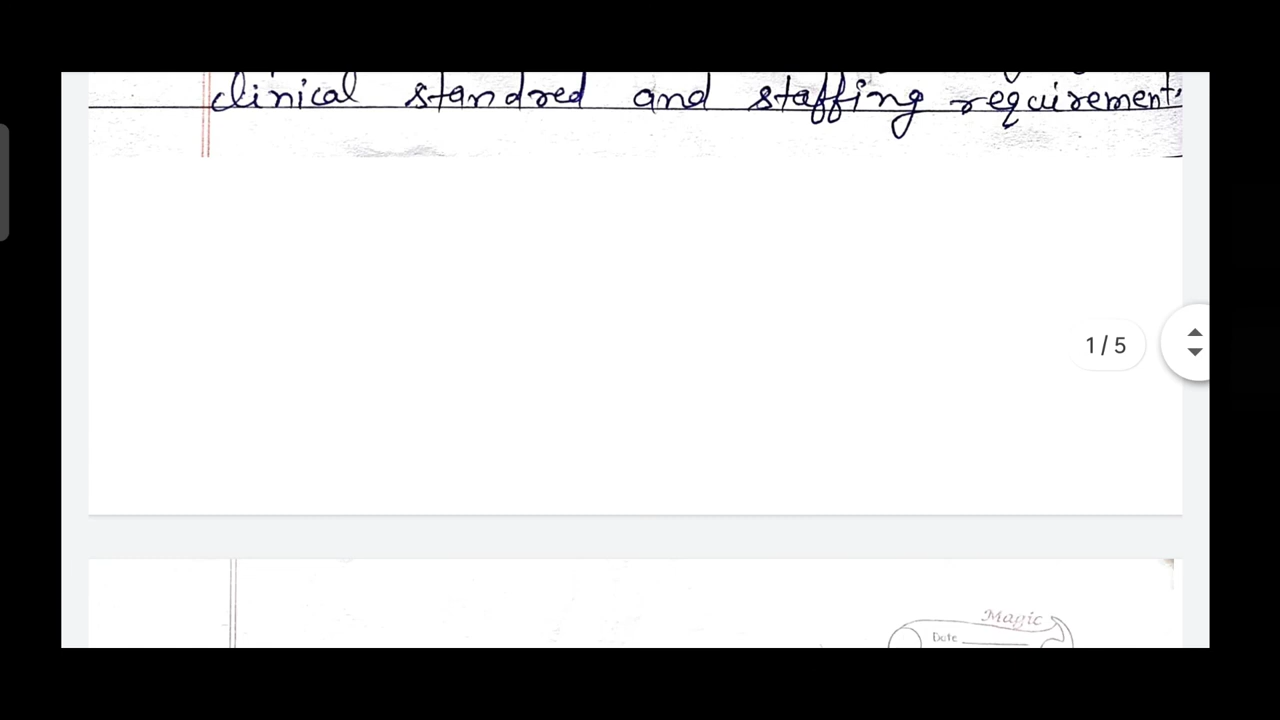 clinical standred and staffing requirement.
1 / 5
Magic
Date